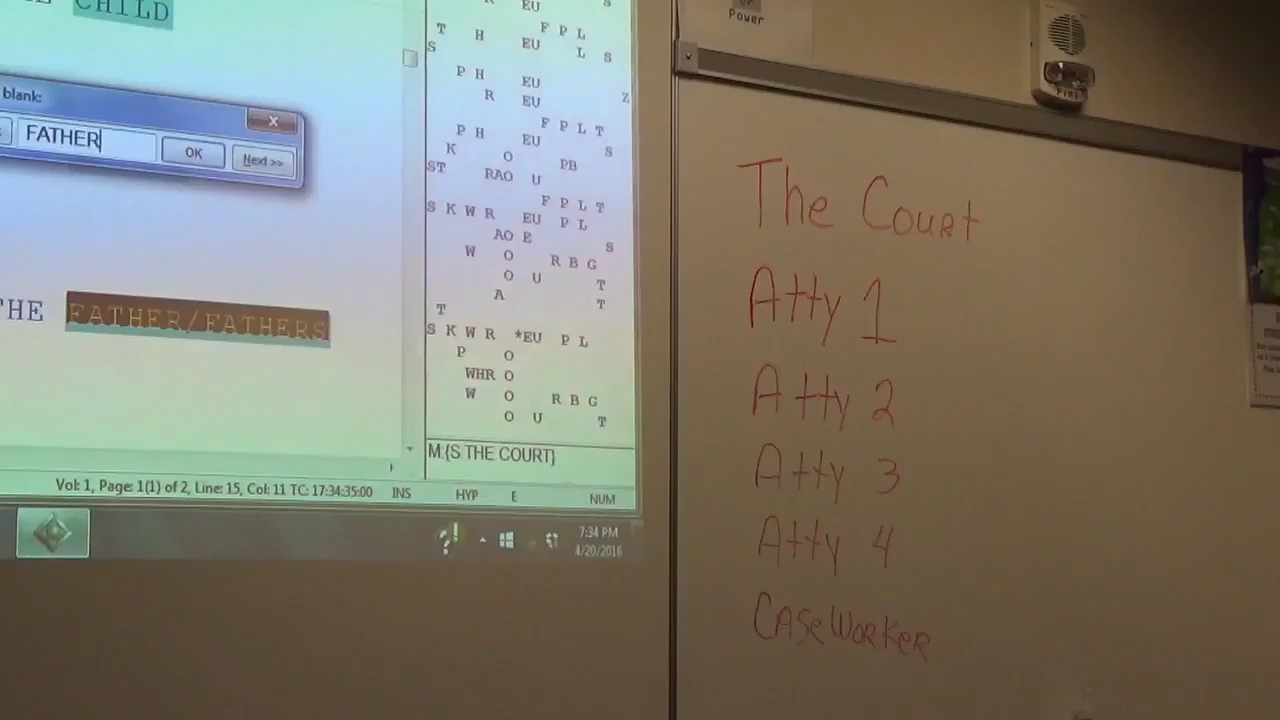 CHILD
blank:
FATHER
OK
Next >>
THE FATHER/FATHERS
R EU S
F P L
T H EU
S L S
P H EU
R EU Z
F P L T
P H EU S
K O PB
ST RAO U
F P L T
S K W R EU P L
AO E S
W O R B G
O U T
A T
T
S K W R *EU P L
P O
WHR O
W O R B G
O U T
M:{S THE COURT}
Vol: 1, Page: 1(1) of 2, Line: 15, Col: 11 TC: 17:34:35:00 INS HYP E NUM
7:34 PM
4/20/2016
or
Power
FIRE
The Court
Atty 1
Atty 2
Atty 3
Atty 4
CASeWorKer